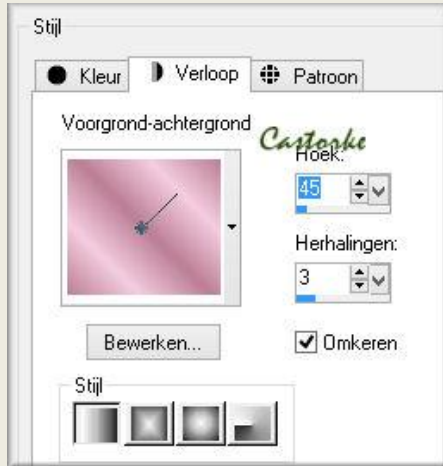 Stijl
Kleur Verloop Patroon
Voorgrond-achtergrond
Castorke
Hoek:
45
Herhalingen:
3
Bewerken...
Omkeren
Stijl